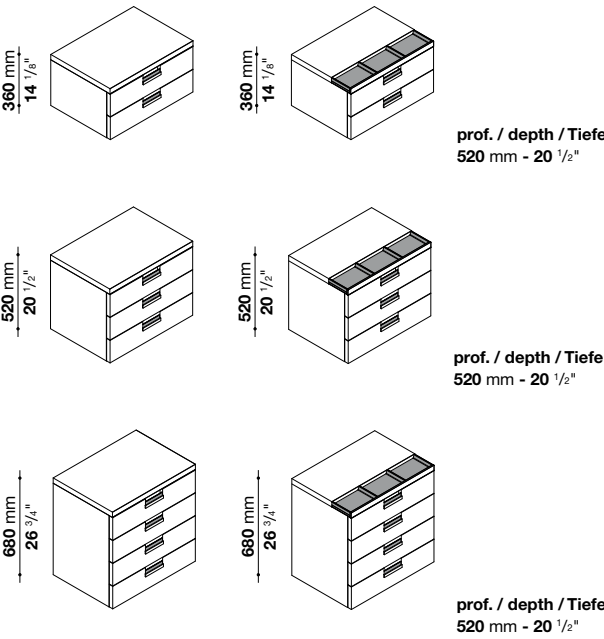 360 mm
14 1/8"
360 mm
14 1/8"
prof. / depth / Tiefe
520 mm - 20 1/2"
520 mm
20 1/2"
520 mm
20 1/2"
prof. / depth / Tiefe
520 mm - 20 1/2"
680 mm
26 3/4"
680 mm
26 3/4"
prof. / depth / Tiefe
520 mm - 20 1/2"